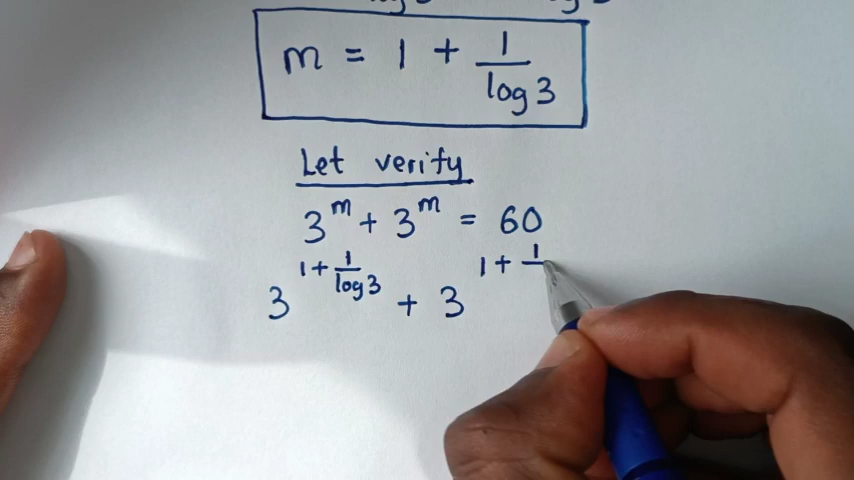 m = 1 + 1/log 3
Let verify
3^m + 3^m = 60
3^(1 + 1/log 3) + 3^(1 + 1/